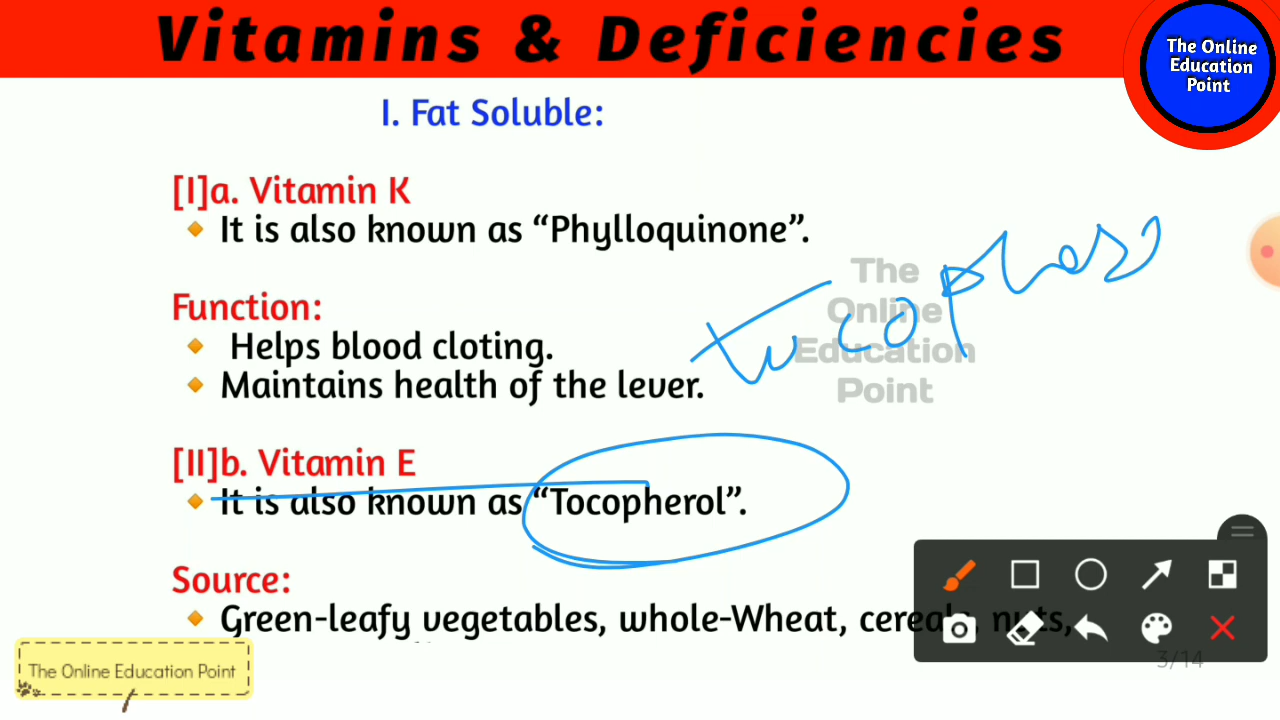 Vitamins & Deficiencies
The Online
Education
Point
I. Fat Soluble:
[I]a. Vitamin K
It is also known as “Phylloquinone”.
Function:
Helps blood cloting.
Maintains health of the lever.
The
Online
Education
Point
[II]b. Vitamin E
It is also known as “Tocopherol”.
Source:
Green-leafy vegetables, whole-Wheat, cereals, nuts,
The Online Education Point
3/14